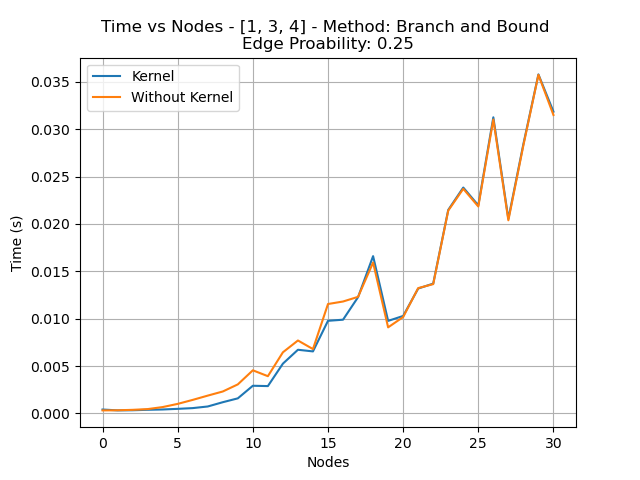 Time vs Nodes - [1, 3, 4] - Method: Branch and Bound
Edge Proability: 0.25
Kernel
Without Kernel
0.035
0.030
0.025
0.020
0.015
0.010
0.005
0.000
Time (s)
0 5 10 15 20 25 30
Nodes